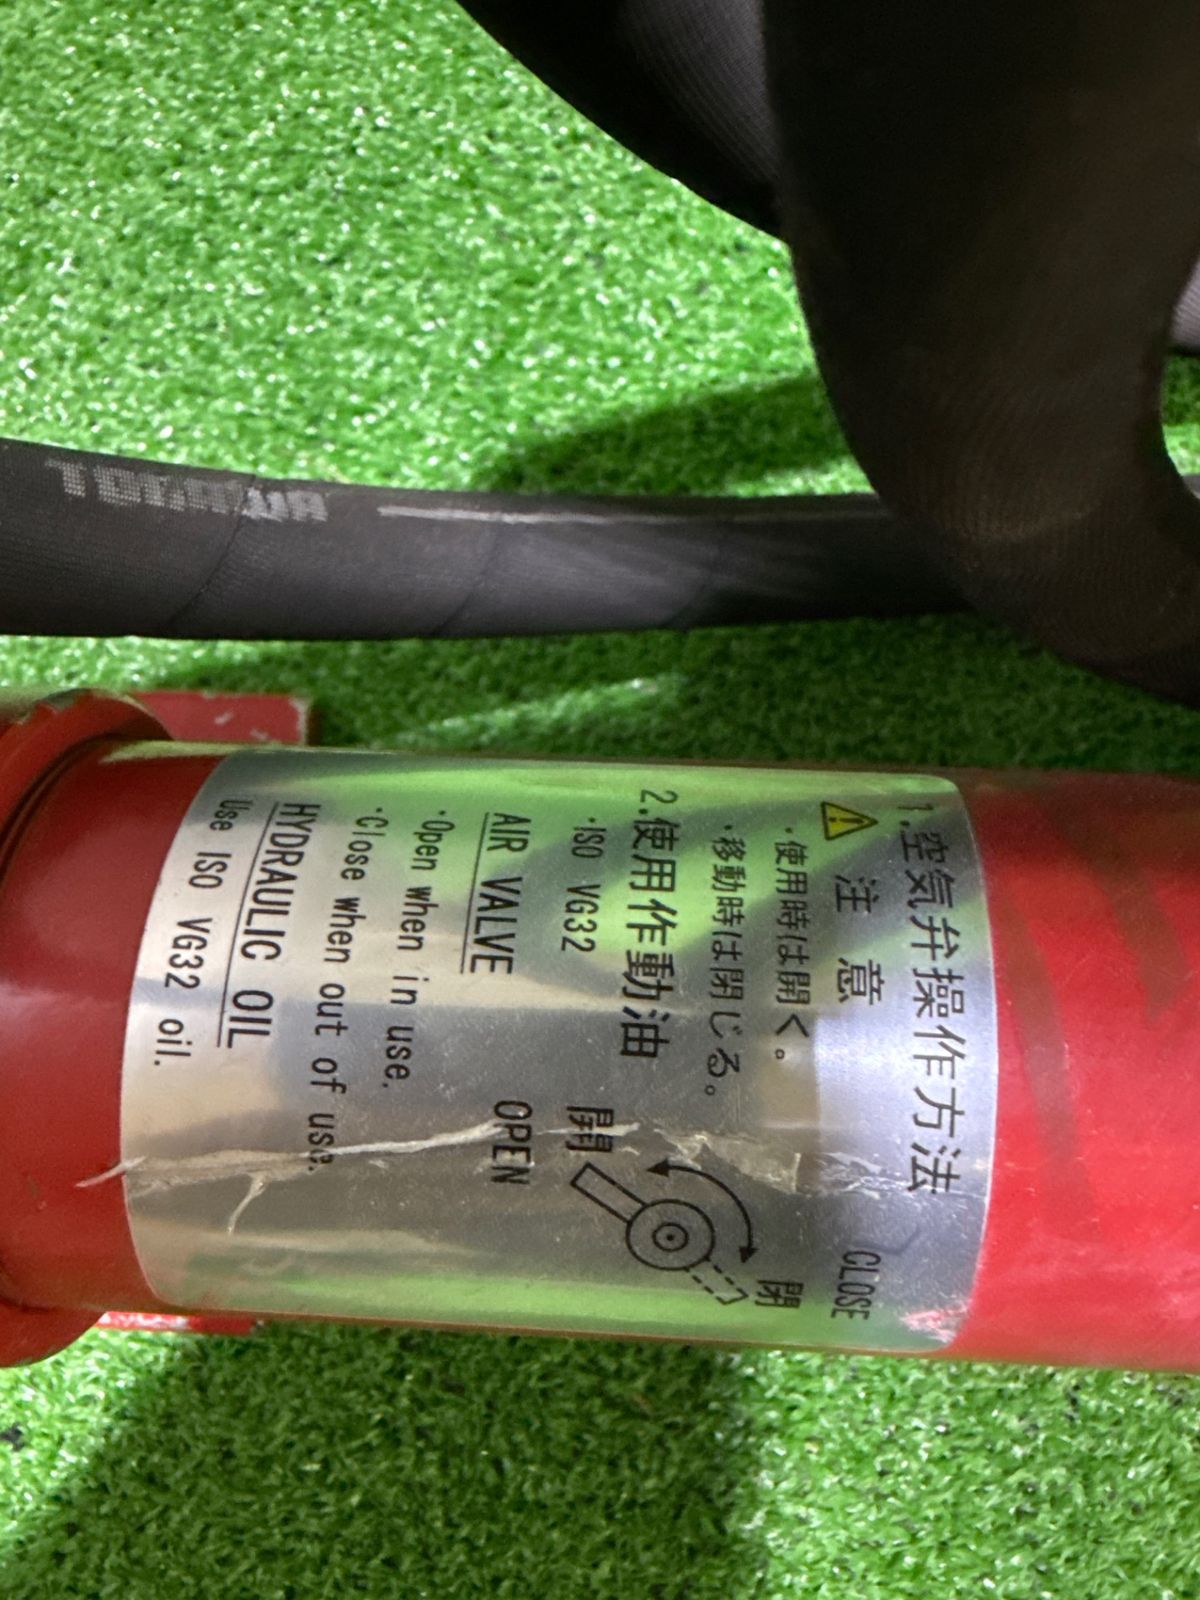 TOGAWA
1.空気弁操作方法
注意
・使用時は開く。
・移動時は閉じる。
2.使用作動油
・ISO VG32
AIR VALVE
・Open when in use.
・Close when out of use.
HYDRAULIC OIL
Use ISO VG32 oil.
CLOSE
閉
開
OPEN